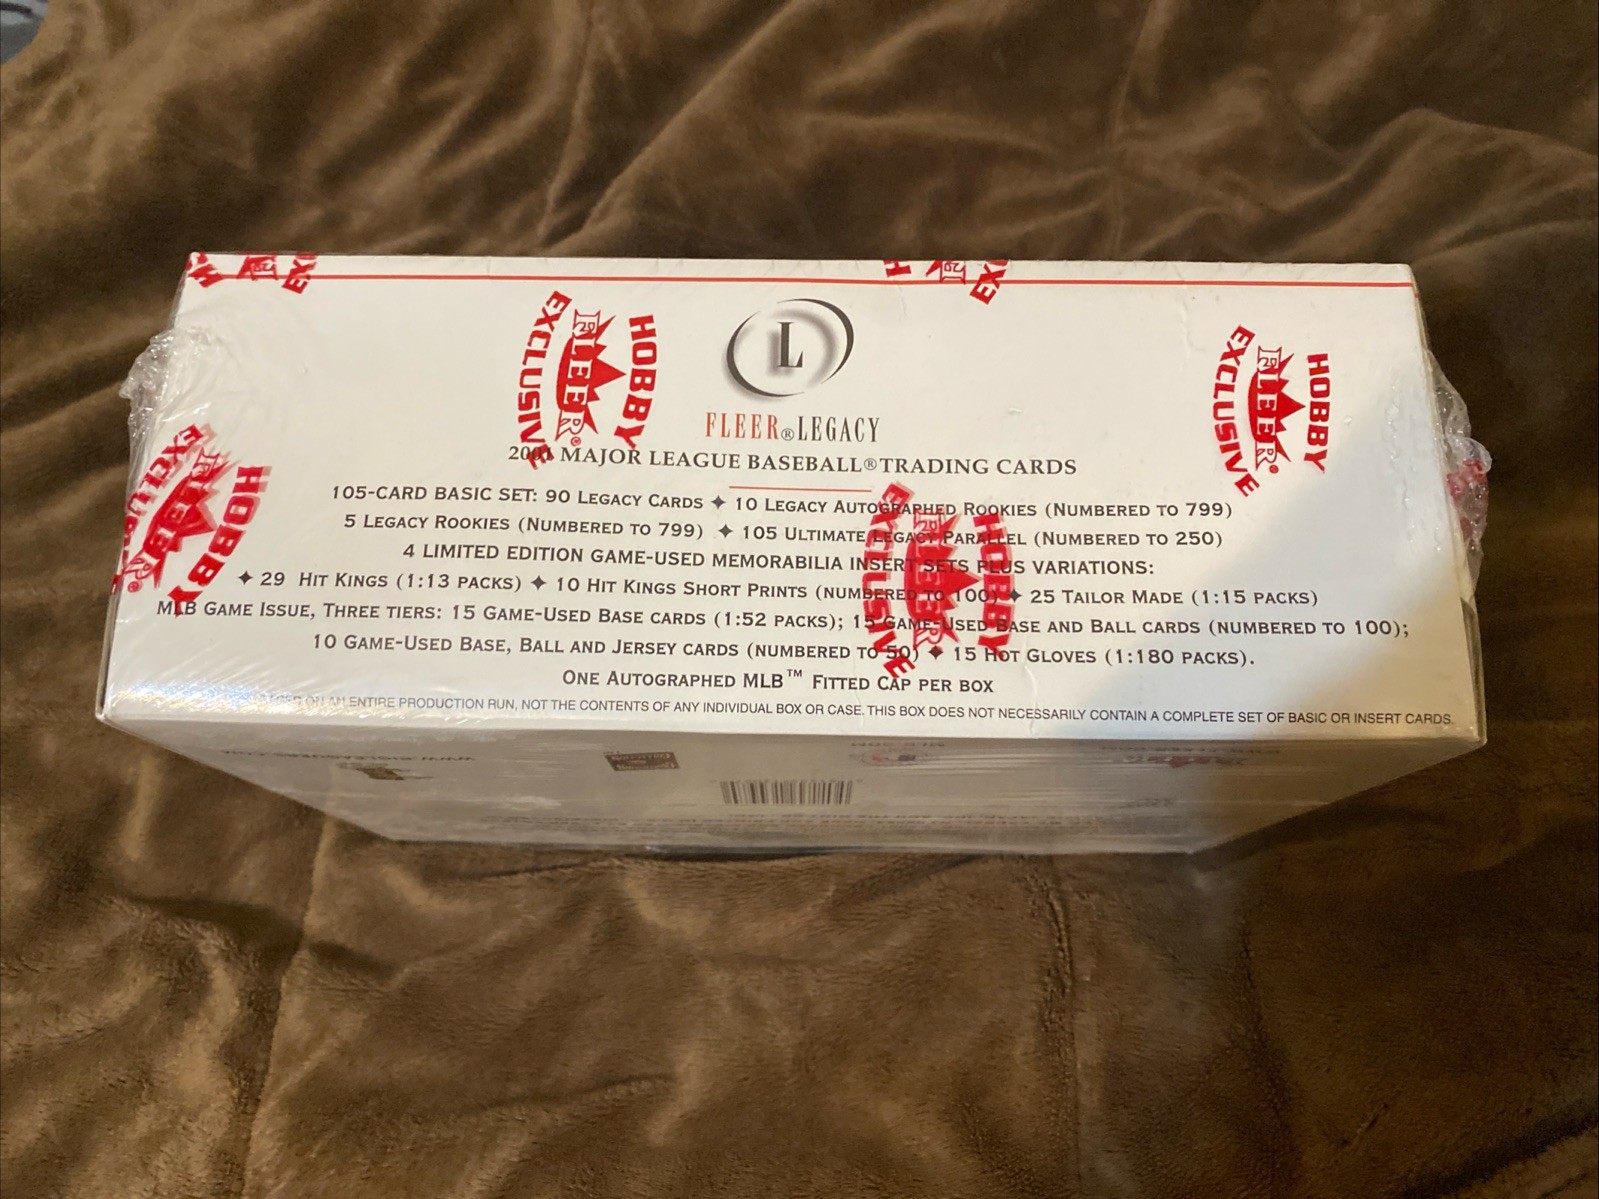 HOBBY
FLEER®
EXCLUSIVE
HOBBY
FLEER®
EXCLUSIVE
L
FLEER®LEGACY
2001 MAJOR LEAGUE BASEBALL® TRADING CARDS
105-CARD BASIC SET: 90 LEGACY CARDS ✦ 10 LEGACY AUTOGRAPHED ROOKIES (NUMBERED TO 799)
5 LEGACY ROOKIES (NUMBERED TO 799) ✦ 105 ULTIMATE LEGACY PARALLEL (NUMBERED TO 250)
4 LIMITED EDITION GAME-USED MEMORABILIA INSERT SETS PLUS VARIATIONS:
✦ 29 HIT KINGS (1:13 PACKS) ✦ 10 HIT KINGS SHORT PRINTS (NUMBERED TO 100) ✦ 25 TAILOR MADE (1:15 PACKS)
MLB GAME ISSUE, THREE TIERS: 15 GAME-USED BASE CARDS (1:52 PACKS); 15 GAME-USED BASE AND BALL CARDS (NUMBERED TO 100);
10 GAME-USED BASE, BALL AND JERSEY CARDS (NUMBERED TO 50) ✦ 15 HOT GLOVES (1:180 PACKS).
ONE AUTOGRAPHED MLB™ FITTED CAP PER BOX
ON AN ENTIRE PRODUCTION RUN, NOT THE CONTENTS OF ANY INDIVIDUAL BOX OR CASE. THIS BOX DOES NOT NECESSARILY CONTAIN A COMPLETE SET OF BASIC OR INSERT CARDS.
HOBBY
FLEER
EXCLUSIVE
HOBBY
FLEER
EXCLUSIVE